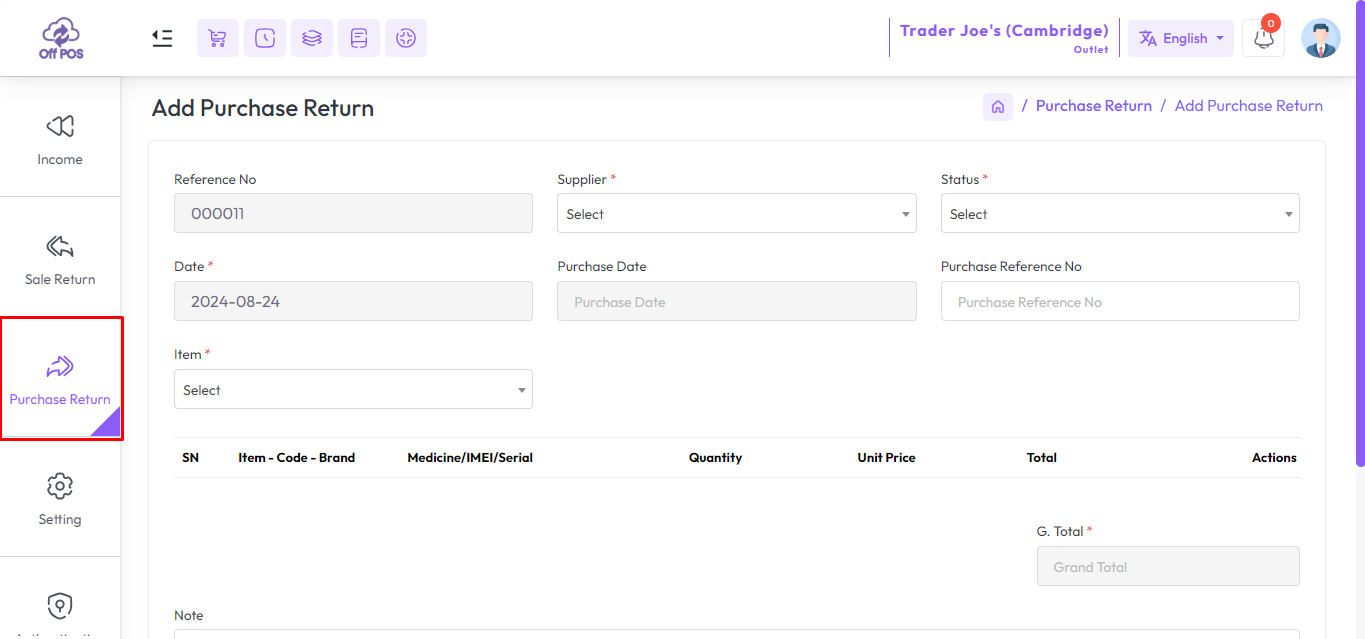 Off POS
Trader Joe's (Cambridge)
Outlet
English
0
Income
Sale Return
Purchase Return
Setting
Add Purchase Return
/ Purchase Return / Add Purchase Return
Reference No
Supplier *
Status *
000011
Select
Select
Date *
Purchase Date
Purchase Reference No
2024-08-24
Purchase Date
Purchase Reference No
Item *
Select
SN Item - Code - Brand Medicine/IMEI/Serial Quantity Unit Price Total Actions
G. Total *
Grand Total
Note